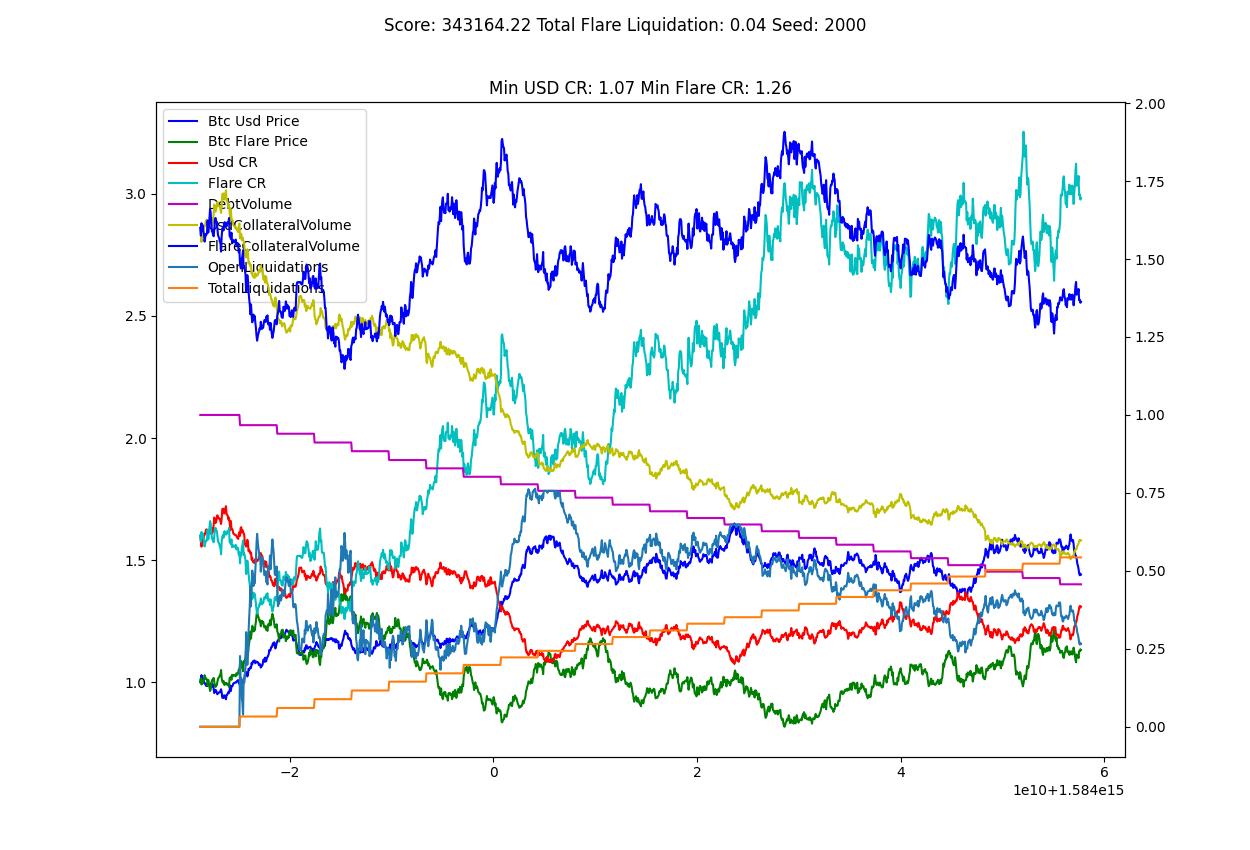 Score: 343164.22 Total Flare Liquidation: 0.04 Seed: 2000
Min USD CR: 1.07 Min Flare CR: 1.26
Btc Usd Price
Btc Flare Price
Usd CR
Flare CR
DebtVolume
UsdCollateralVolume
FlareCollateralVolume
OpenLiquidations
TotalLiquidations
3.0
2.5
2.0
1.5
1.0
2.00
1.75
1.50
1.25
1.00
0.75
0.50
0.25
0.00
−2
0
2
4
6
1e10+1.584e15